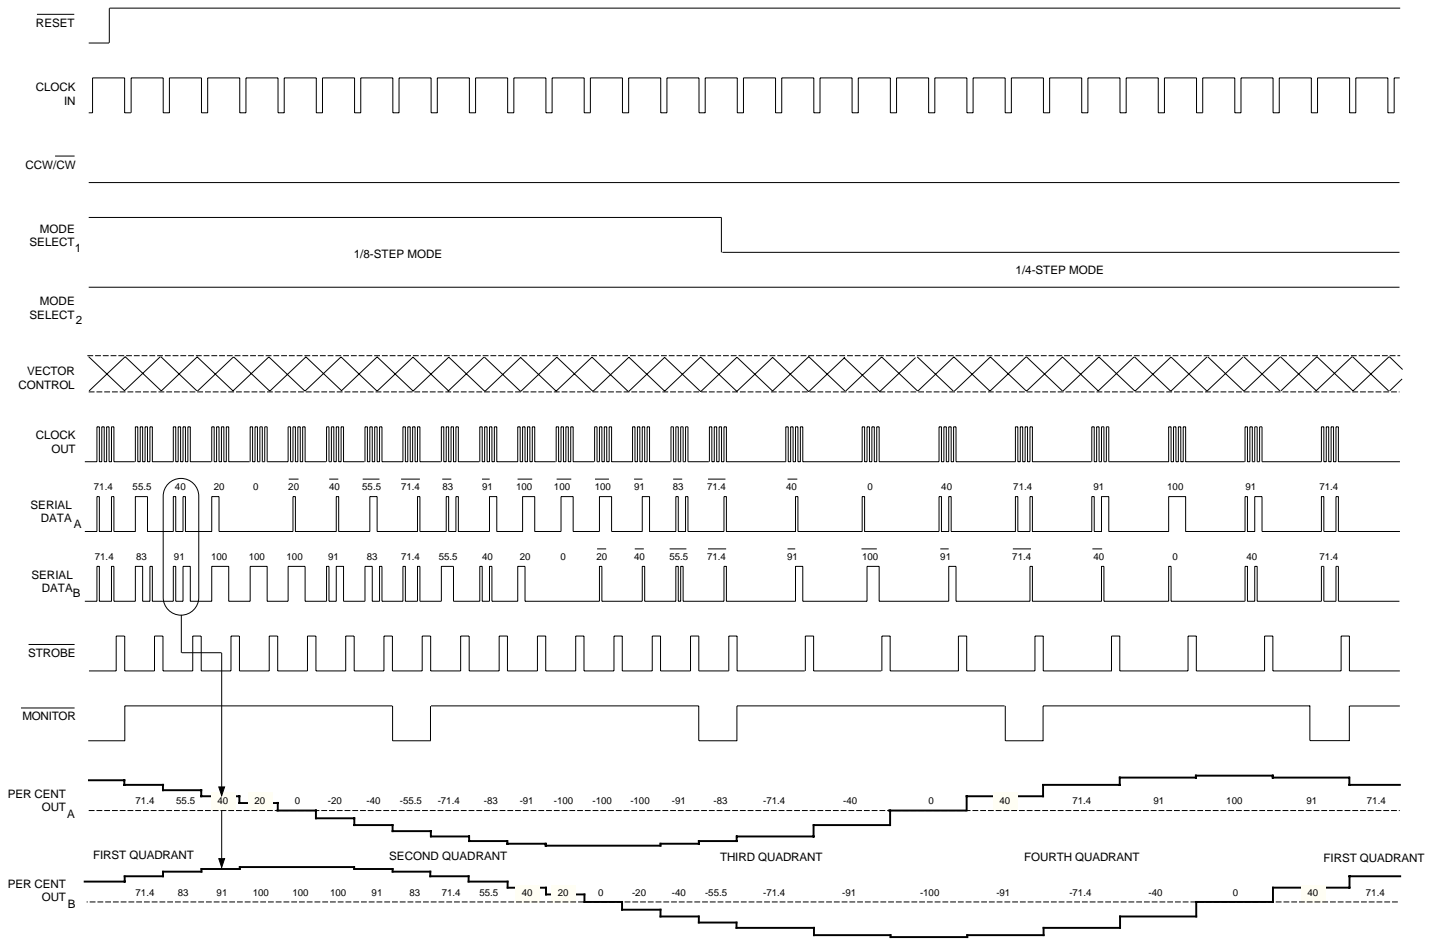 RESET
CLOCK
IN
CCW/CW
MODE
SELECT1
1/8-STEP MODE
1/4-STEP MODE
MODE
SELECT2
VECTOR
CONTROL
CLOCK
OUT
71.4 55.5 40 20 0 20 40 55.5 71.4 83 91 100 100 100 91 83 71.4 40 0 40 71.4 91 100 91 71.4
SERIAL
DATA A
71.4 83 91 100 100 100 91 83 71.4 55.5 40 20 0 20 40 55.5 71.4 91 100 91 71.4 40 0 40 71.4
SERIAL
DATA B
STROBE
MONITOR
PER CENT
OUT A
71.4 55.5 40 20 0 -20 -40 -55.5 -71.4 -83 -91 -100 -100 -100 -91 -83 -71.4 -40 0 40 71.4 91 100 91 71.4
FIRST QUADRANT SECOND QUADRANT THIRD QUADRANT FOURTH QUADRANT FIRST QUADRANT
PER CENT
OUT B
71.4 83 91 100 100 100 91 83 71.4 55.5 40 20 0 -20 -40 -55.5 -71.4 -91 -100 -91 -71.4 -40 0 40 71.4